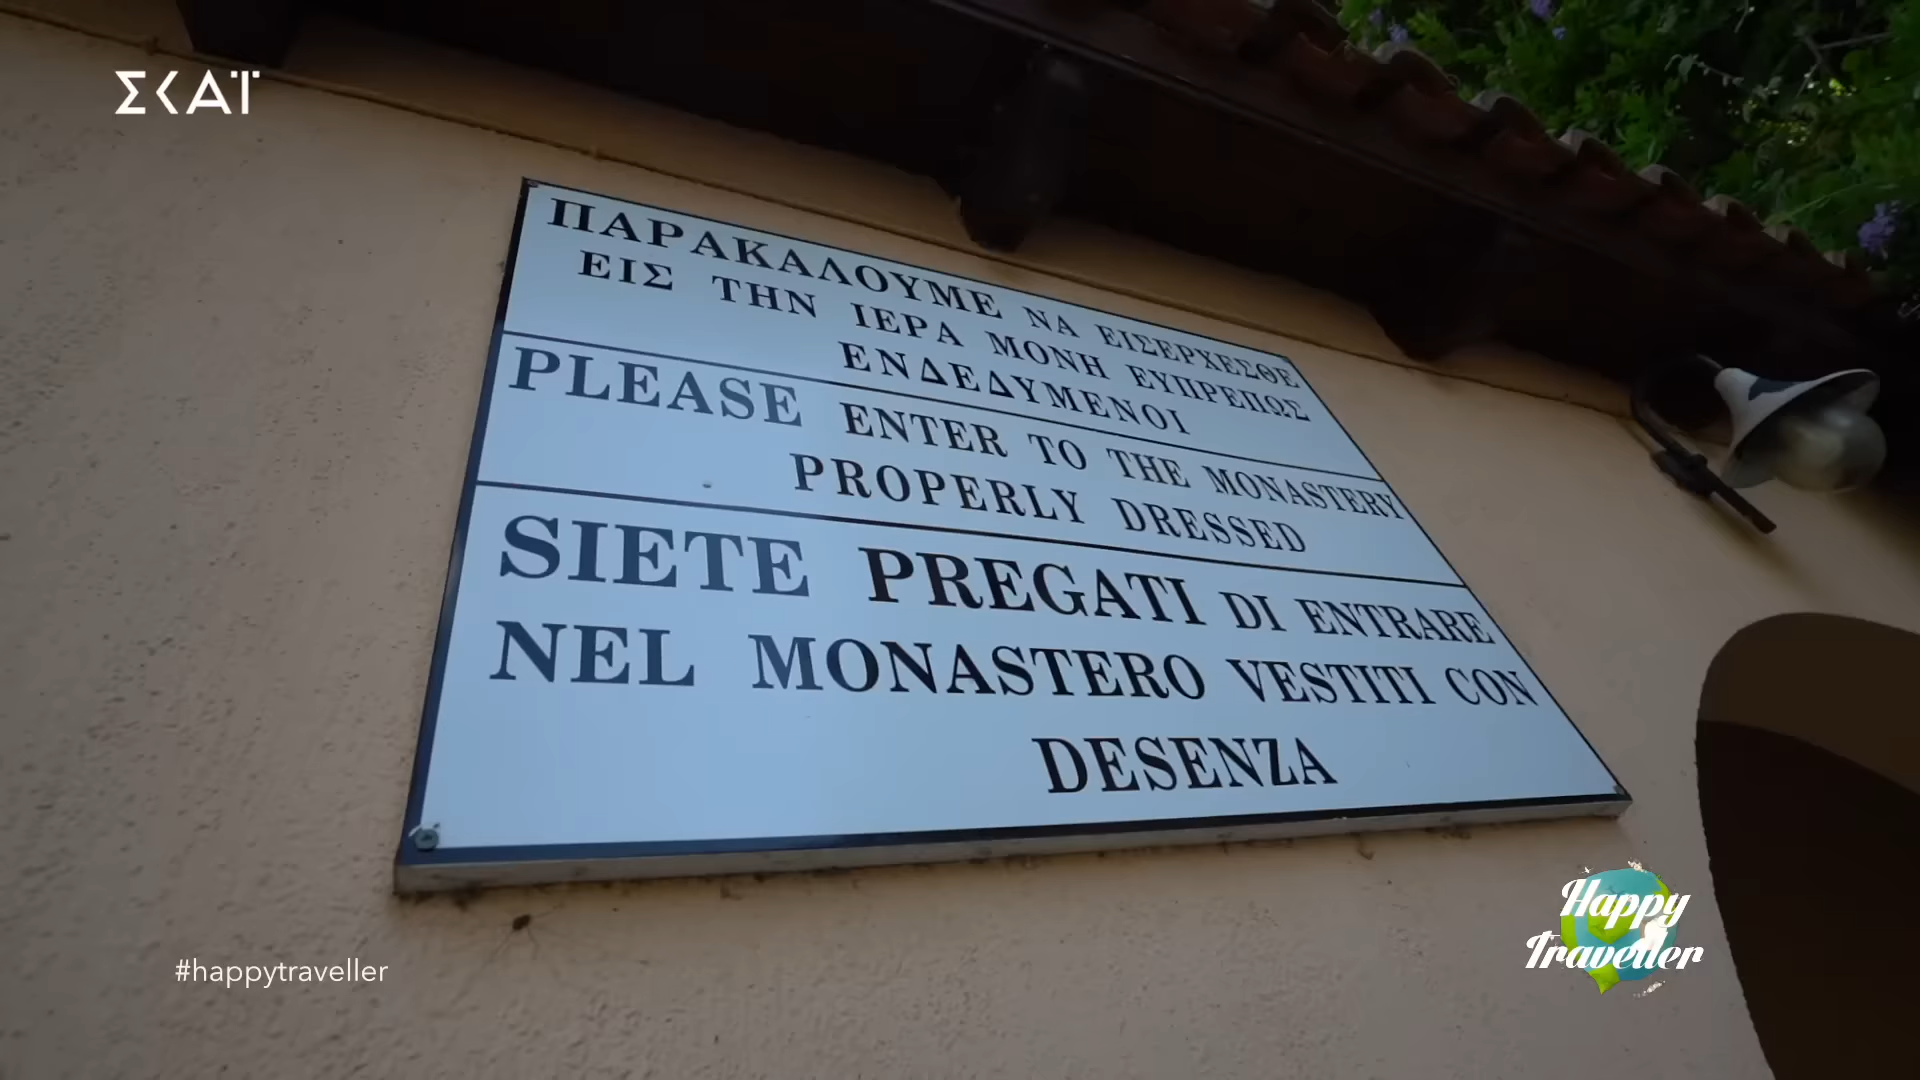 ΣΚΑΪ
ΠΑΡΑΚΑΛΟΥΜΕ ΝΑ ΕΙΣΕΡΧΕΣΘΕ
ΕΙΣ ΤΗΝ ΙΕΡΑ ΜΟΝΗ ΕΥΠΡΕΠΩΣ
ΕΝΔΕΔΥΜΕΝΟΙ
PLEASE ENTER TO THE MONASTERY
PROPERLY DRESSED
SIETE PREGATI DI ENTRARE
NEL MONASTERO VESTITI CON
DESENZA
Happy
Traveller
#happytraveller